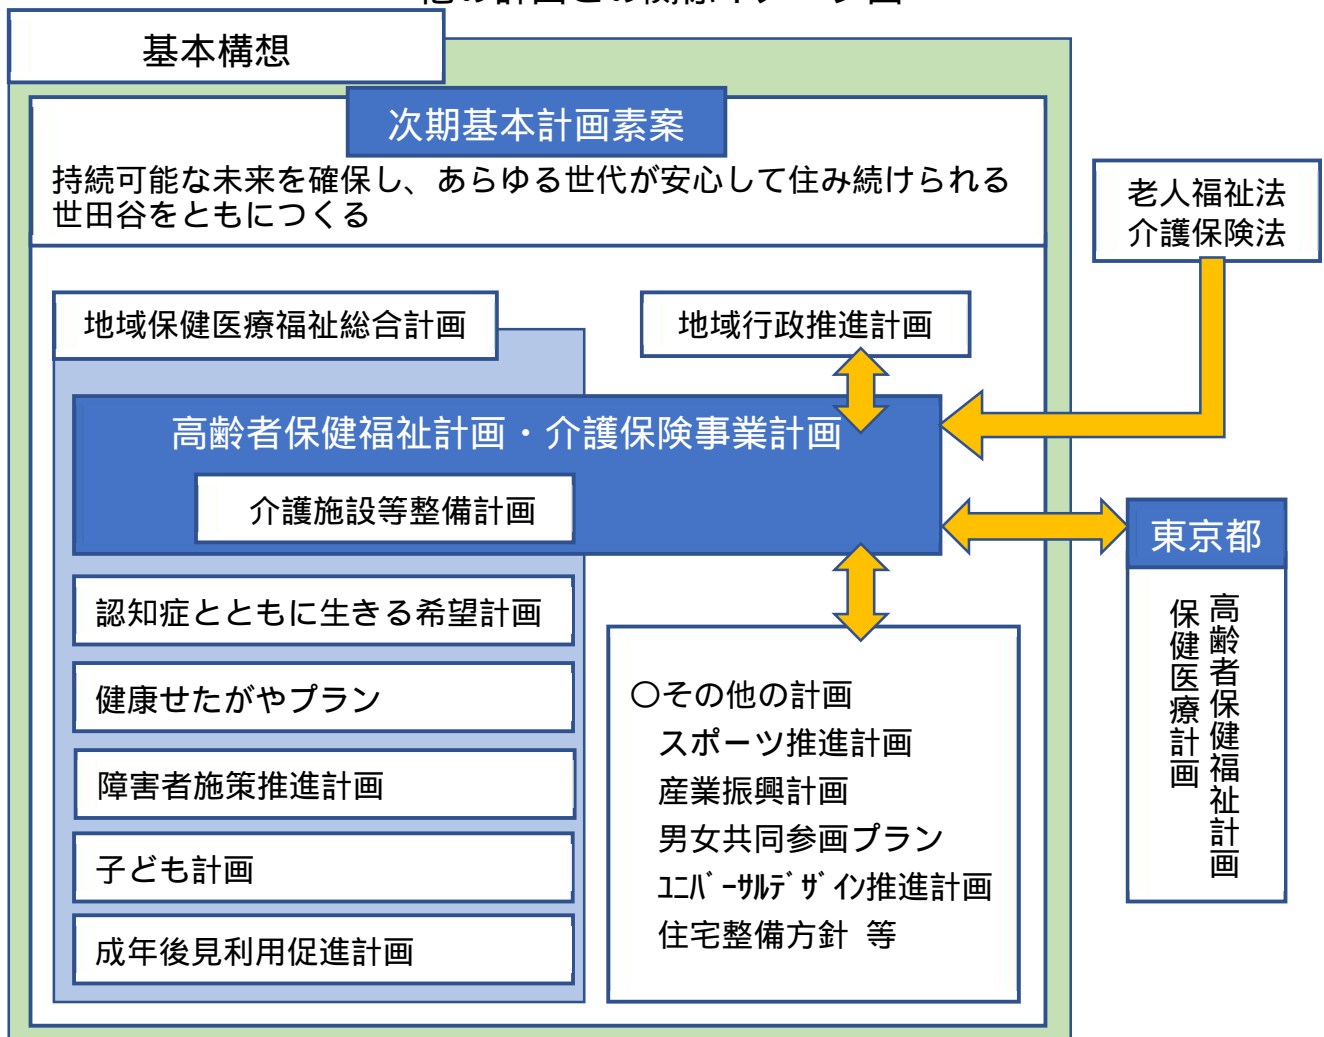 基本構想
次期基本計画素案
持続可能な未来を確保し、あらゆる世代が安心して住み続けられる
世田谷をともにつくる
老人福祉法
介護保険法
地域保健医療福祉総合計画
地域行政推進計画
高齢者保健福祉計画・介護保険事業計画
介護施設等整備計画
認知症とともに生きる希望計画
健康せたがやプラン
障害者施策推進計画
子ども計画
成年後見利用促進計画
〇その他の計画
スポーツ推進計画
産業振興計画
男女共同参画プラン
ﾕﾆﾊﾞｰｻﾙﾃﾞｻﾞｲﾝ推進計画
住宅整備方針 等
東京都
高齢者保健福祉計画
保健医療計画